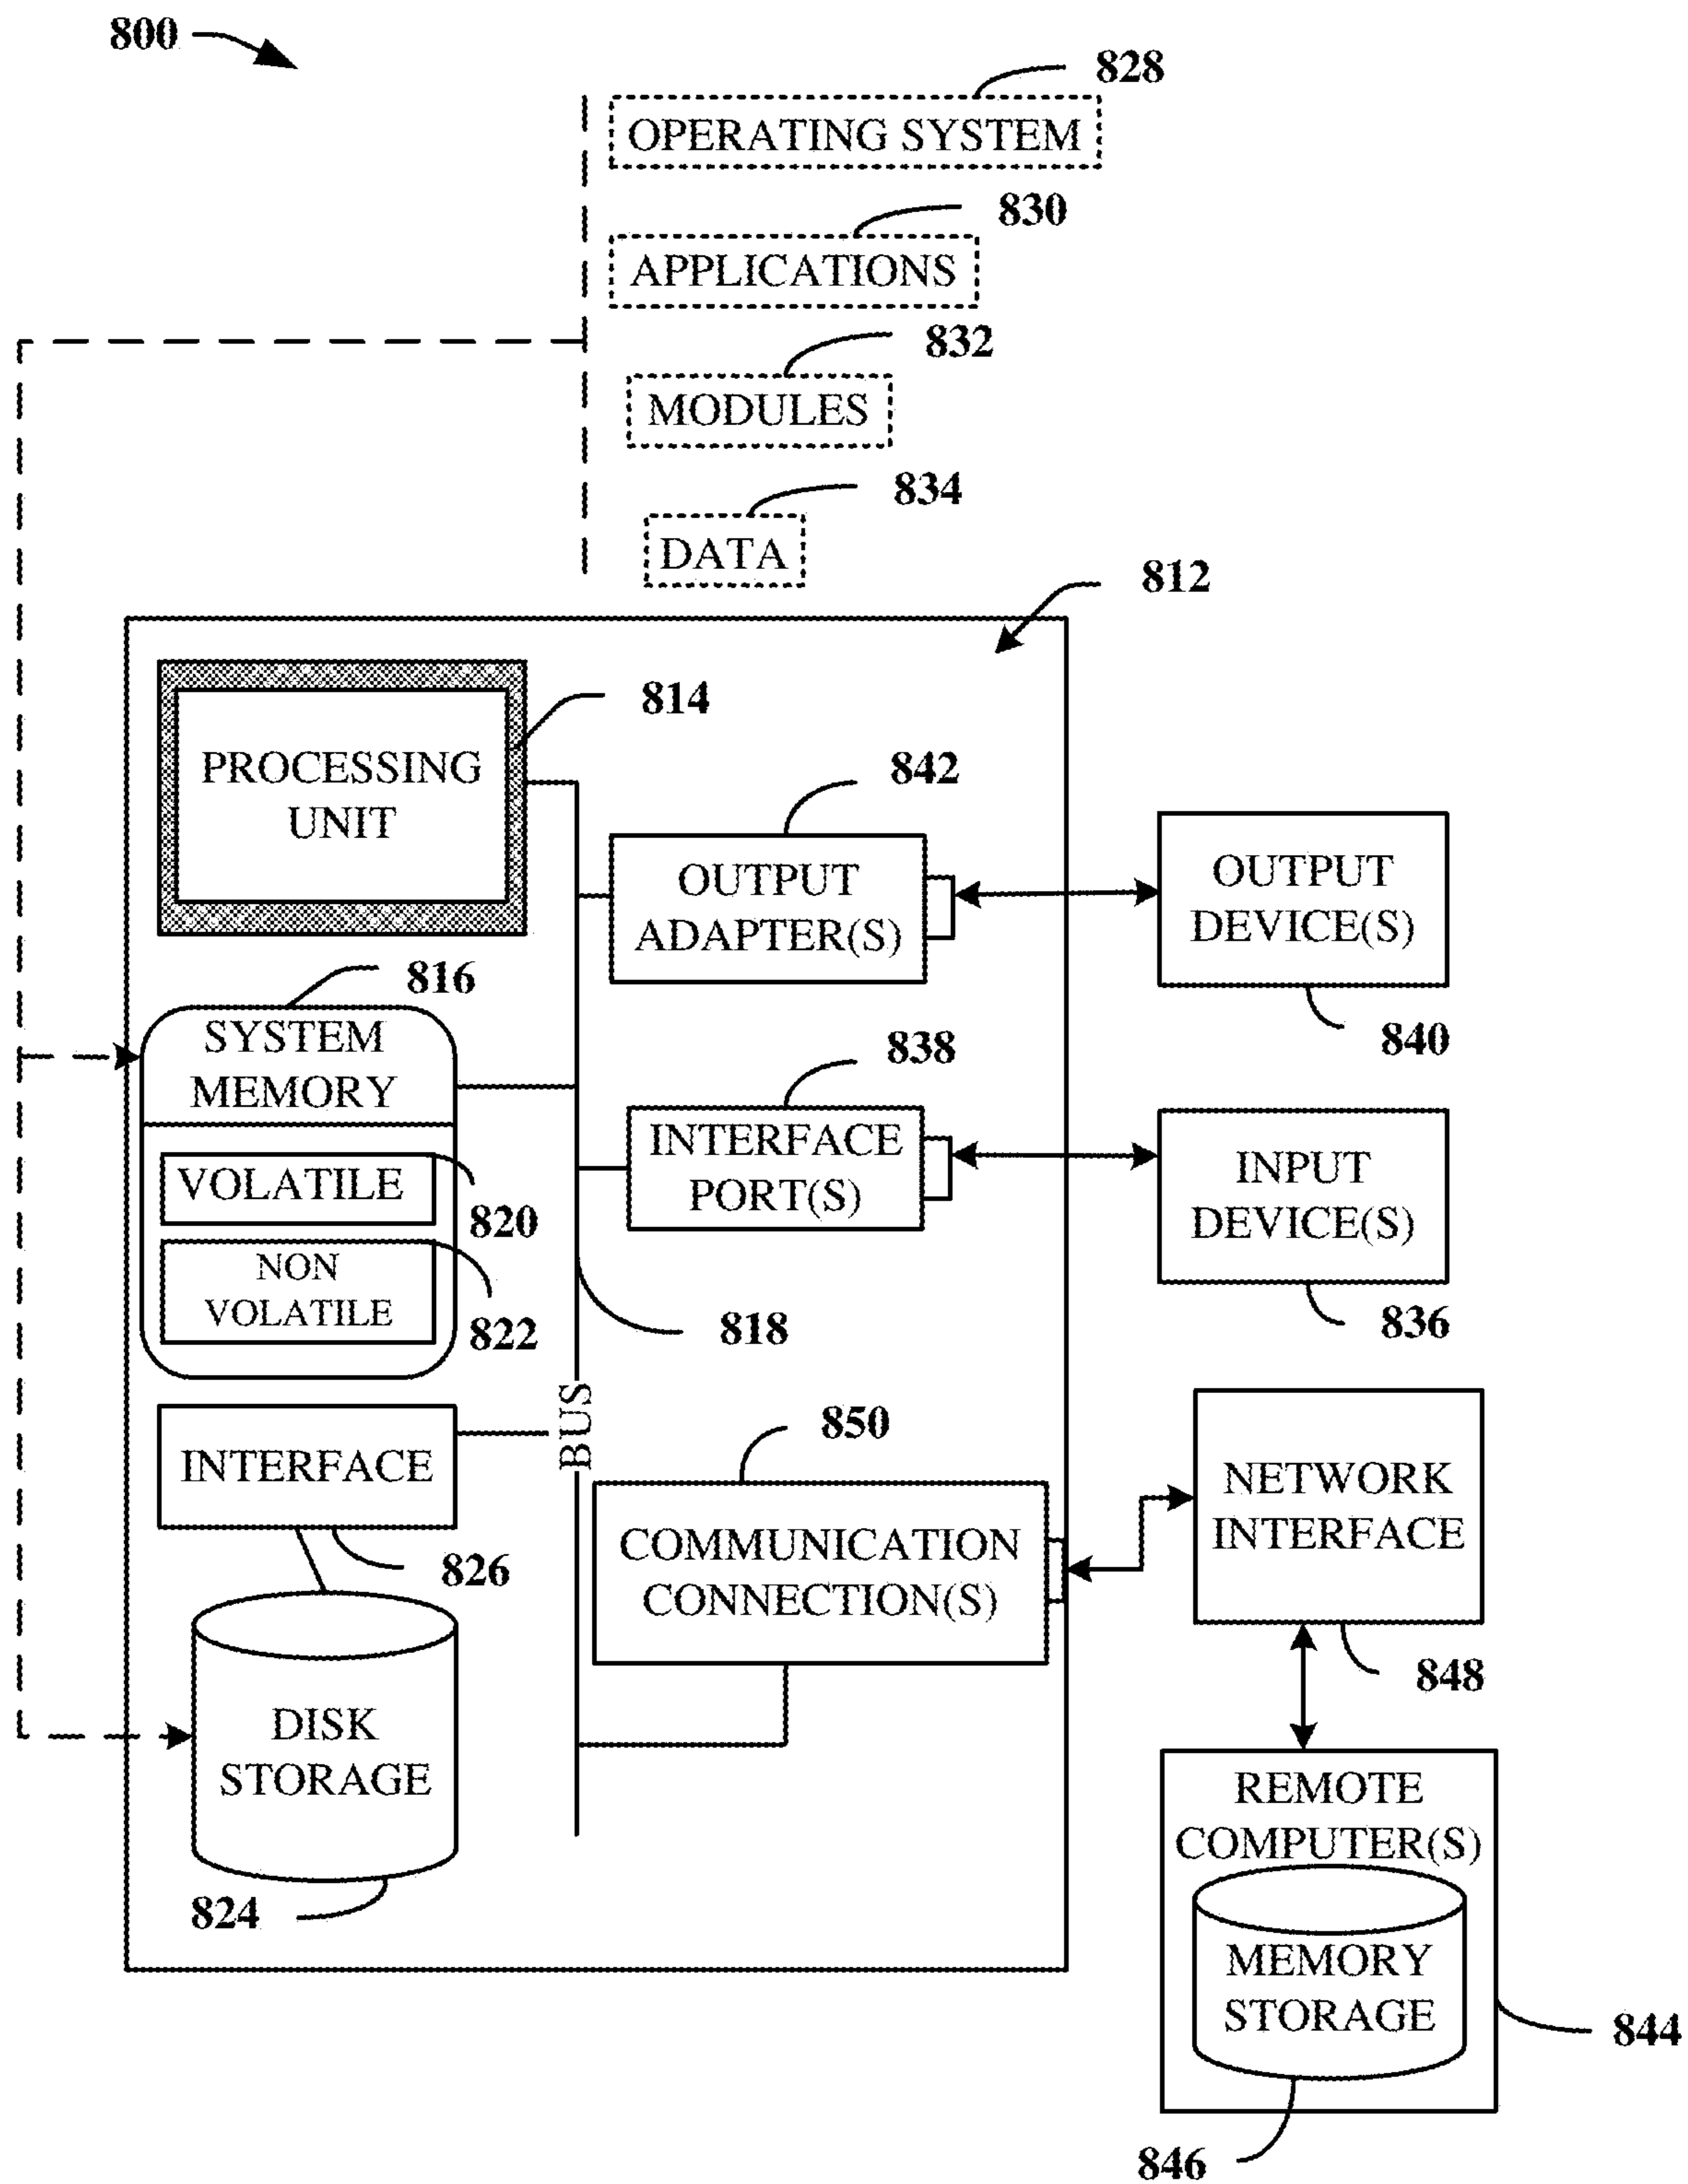 800
828
OPERATING SYSTEM
830
APPLICATIONS
832
MODULES
834
DATA
812
814
PROCESSING
UNIT
842
OUTPUT
ADAPTER(S)
OUTPUT
DEVICE(S)
840
816
SYSTEM
MEMORY
838
INTERFACE
PORT(S)
INPUT
DEVICE(S)
836
VOLATILE
820
NON
VOLATILE
822
818
BUS
INTERFACE
826
850
COMMUNICATION
CONNECTION(S)
NETWORK
INTERFACE
848
DISK
STORAGE
824
REMOTE
COMPUTER(S)
MEMORY
STORAGE
844
846